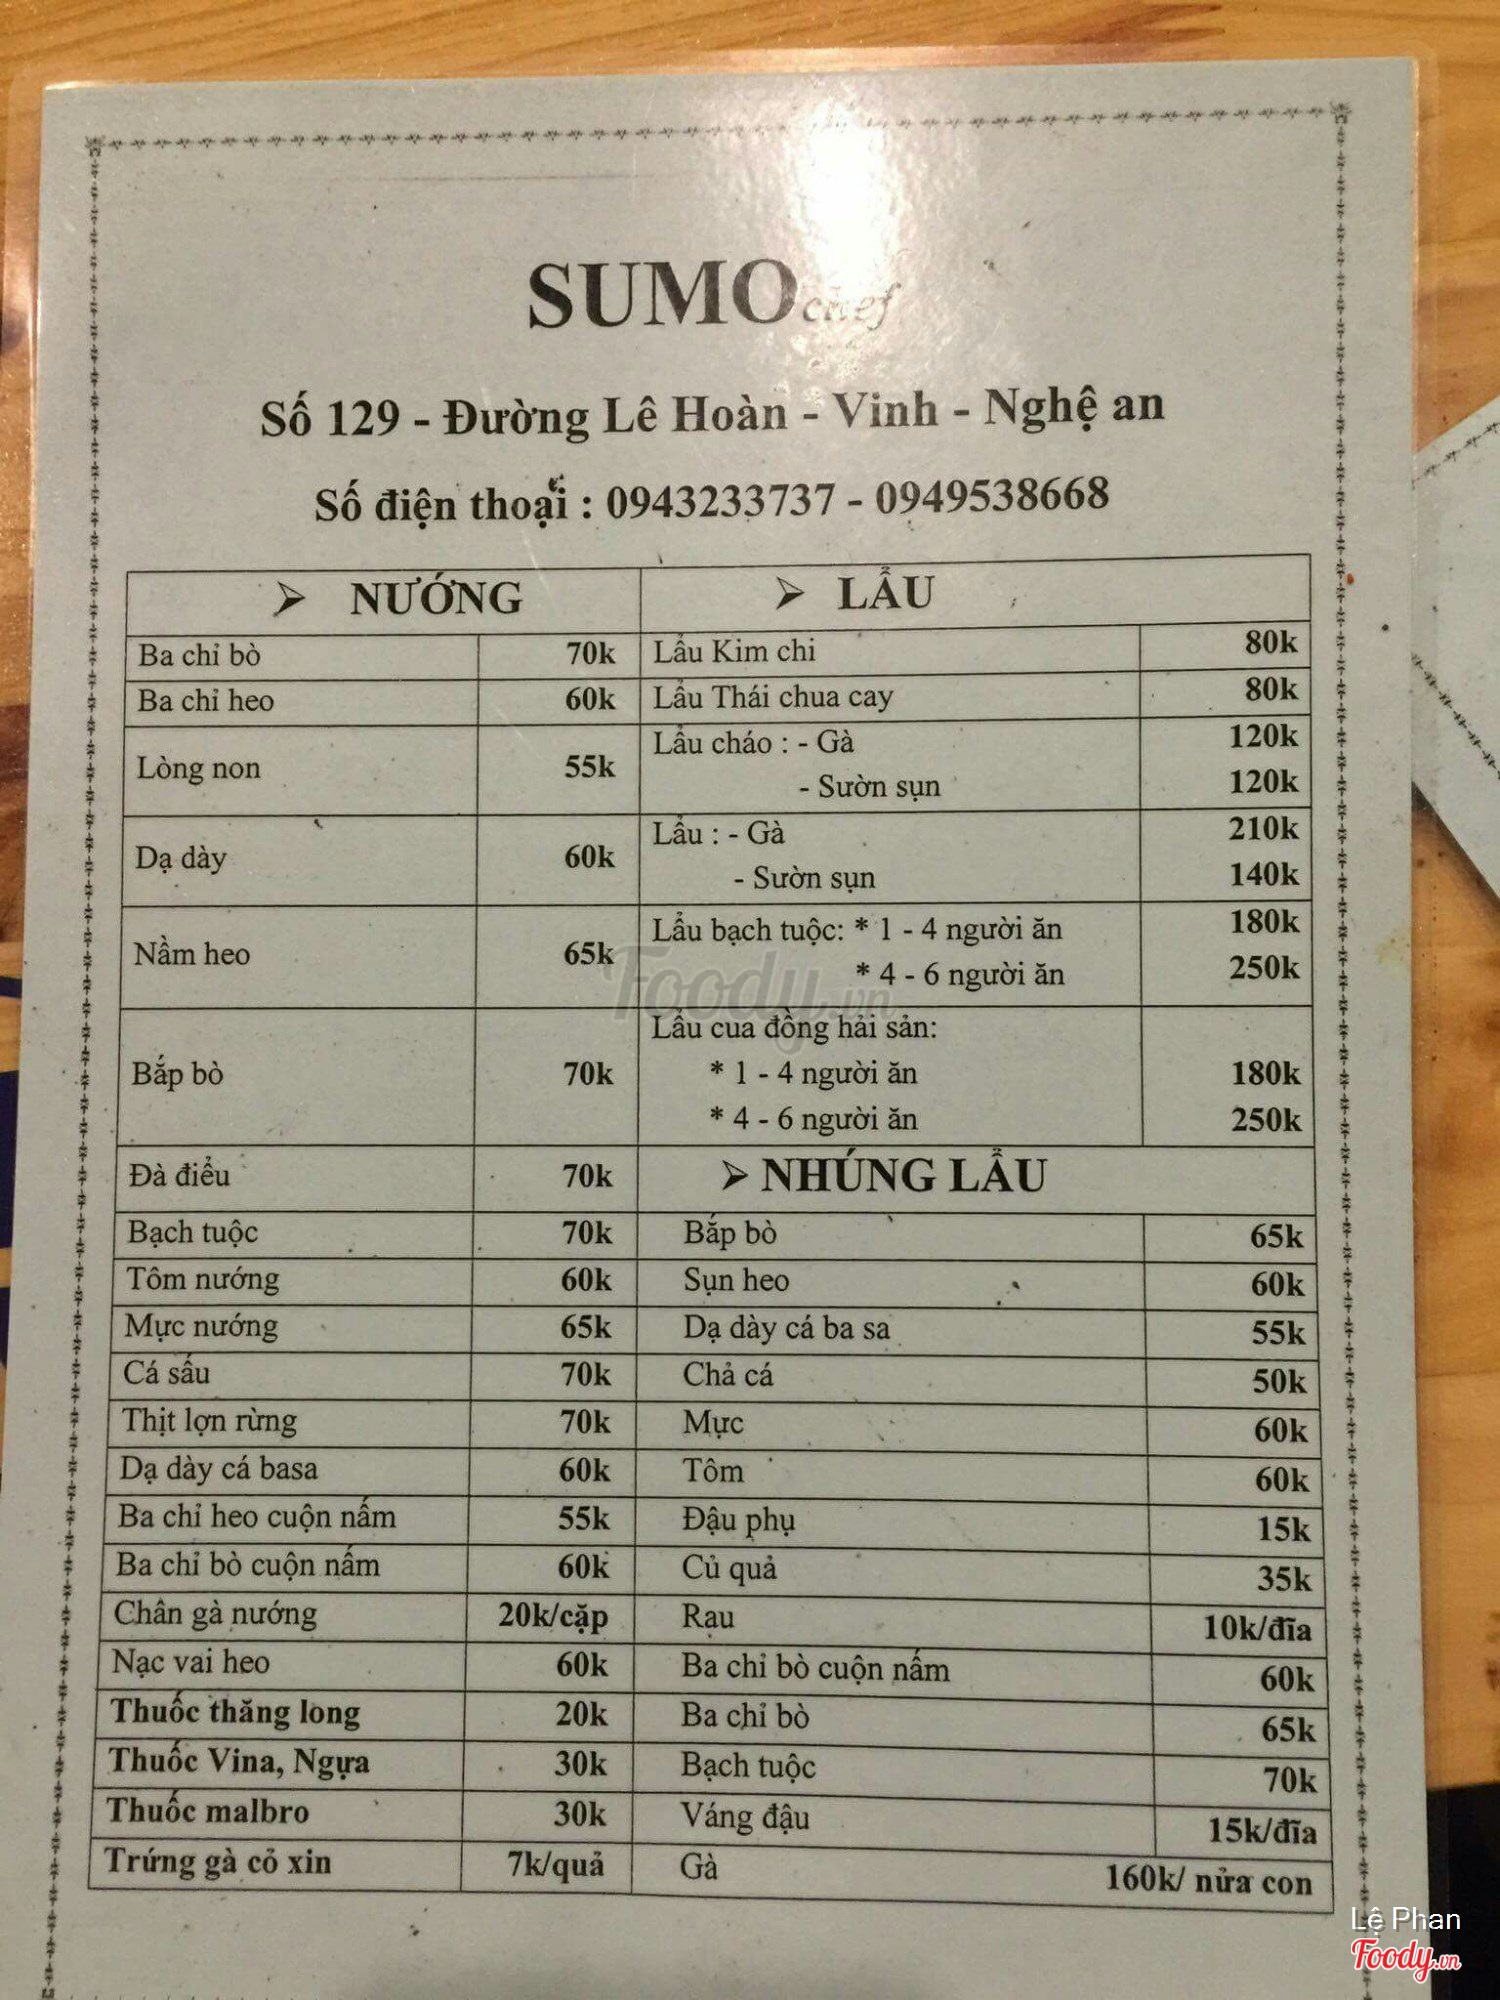 SUMO chef
Số 129 - Đường Lê Hoàn - Vinh - Nghệ an
Số điện thoại : 0943233737 - 0949538668
➢ NƯỚNG ➢ LẨU
Ba chỉ bò 70k Lẩu Kim chi 80k
Ba chỉ heo 60k Lẩu Thái chua cay 80k
Lòng non 55k Lẩu cháo : - Gà 120k
- Sườn sụn 120k
Dạ dày 60k Lẩu : - Gà 210k
- Sườn sụn 140k
Nầm heo 65k Lẩu bạch tuộc: * 1 - 4 người ăn 180k
* 4 - 6 người ăn 250k
Foody.vn
Lẩu cua đồng hải sản:
Bắp bò 70k * 1 - 4 người ăn 180k
* 4 - 6 người ăn 250k
Đà điểu 70k ➢ NHÚNG LẨU
Bạch tuộc 70k Bắp bò 65k
Tôm nướng 60k Sụn heo 60k
Mực nướng 65k Dạ dày cá ba sa 55k
Cá sấu 70k Chả cá 50k
Thịt lợn rừng 70k Mực 60k
Dạ dày cá basa 60k Tôm 60k
Ba chỉ heo cuộn nấm 55k Đậu phụ 15k
Ba chỉ bò cuộn nấm 60k Củ quả 35k
Chân gà nướng 20k/cặp Rau 10k/đĩa
Nạc vai heo 60k Ba chỉ bò cuộn nấm 60k
Thuốc thăng long 20k Ba chỉ bò 65k
Thuốc Vina, Ngựa 30k Bạch tuộc 70k
Thuốc malbro 30k Váng đậu 15k/đĩa
Trứng gà cỏ xin 7k/quả Gà 160k/ nửa con
Lệ Phan
Foody.vn